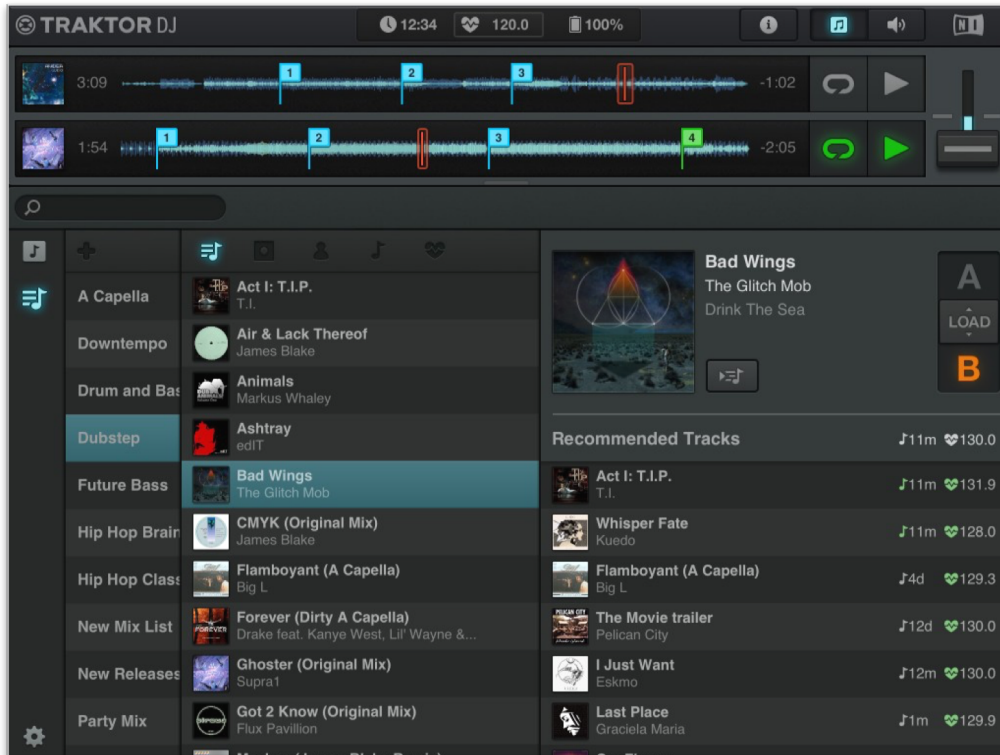 TRAKTOR DJ
12:34
120.0
100%
i
NI
3:09
1
2
3
-1:02
1:54
1
2
3
4
-2:05
A Capella
Downtempo
Drum and Bas
Dubstep
Future Bass
Hip Hop Brain
Hip Hop Class
New Mix List
New Releases
Party Mix
Act I: T.I.P.
T.I.
Air & Lack Thereof
James Blake
Animals
Markus Whaley
Ashtray
edIT
Bad Wings
The Glitch Mob
CMYK (Original Mix)
James Blake
Flamboyant (A Capella)
Big L
Forever (Dirty A Capella)
Drake feat. Kanye West, Lil' Wayne &...
Ghoster (Original Mix)
Supra1
Got 2 Know (Original Mix)
Flux Pavillion
Bad Wings
The Glitch Mob
Drink The Sea
A
LOAD
B
Recommended Tracks
11m 130.0
Act I: T.I.P.
T.I.
11m 131.9
Whisper Fate
Kuedo
11m 128.0
Flamboyant (A Capella)
Big L
4d 129.3
The Movie trailer
Pelican City
12d 130.0
I Just Want
Eskmo
12m 130.0
Last Place
Graciela Maria
1m 129.9